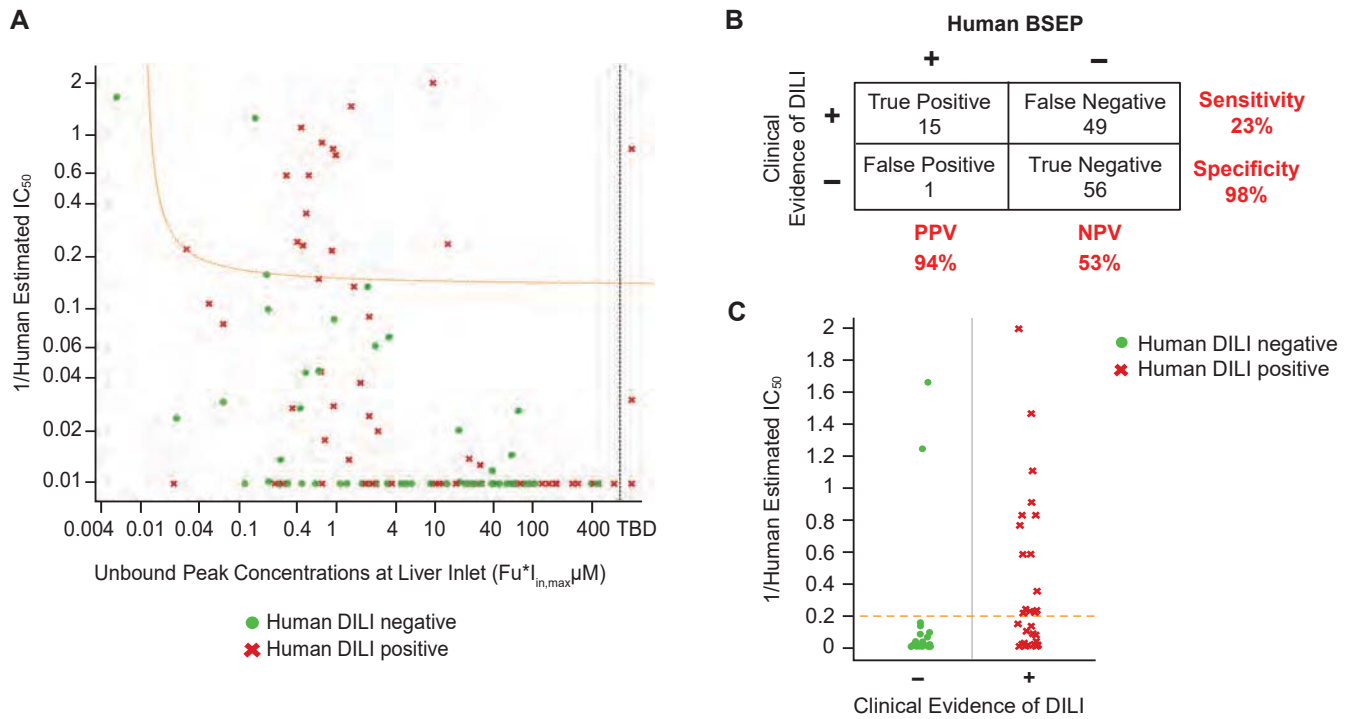 A
2
1
0.6
0.4
0.2
0.1
0.06
0.04
0.02
0.01
1/Human Estimated IC50
0.004 0.01 0.04 0.1 0.4 1 4 10 40 100 400 TBD
Unbound Peak Concentrations at Liver Inlet (Fu*Iin,maxµM)
Human DILI negative
Human DILI positive
B
Human BSEP
+ −
Clinical
Evidence of DILI
+
True Positive
15
False Negative
49
Sensitivity
23%
−
False Positive
1
True Negative
56
Specificity
98%
PPV
94%
NPV
53%
C
2
1.8
1.6
1.4
1.2
1
0.8
0.6
0.4
0.2
0
1/Human Estimated IC50
− +
Clinical Evidence of DILI
Human DILI negative
Human DILI positive